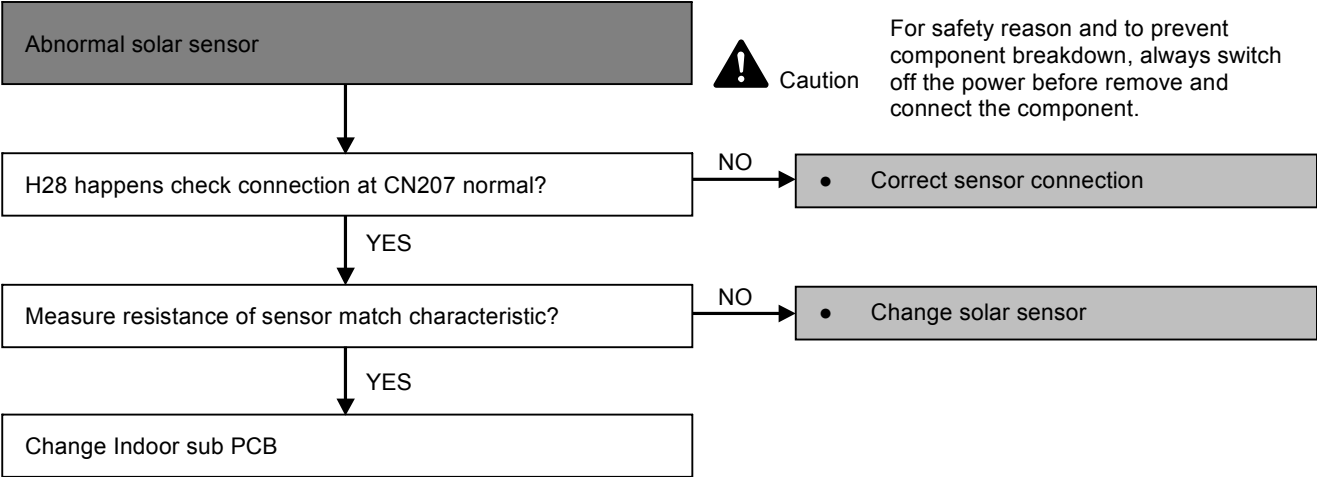 Abnormal solar sensor
Caution
For safety reason and to prevent
component breakdown, always switch
off the power before remove and
connect the component.
H28 happens check connection at CN207 normal?
NO
● Correct sensor connection
YES
Measure resistance of sensor match characteristic?
NO
● Change solar sensor
YES
Change Indoor sub PCB